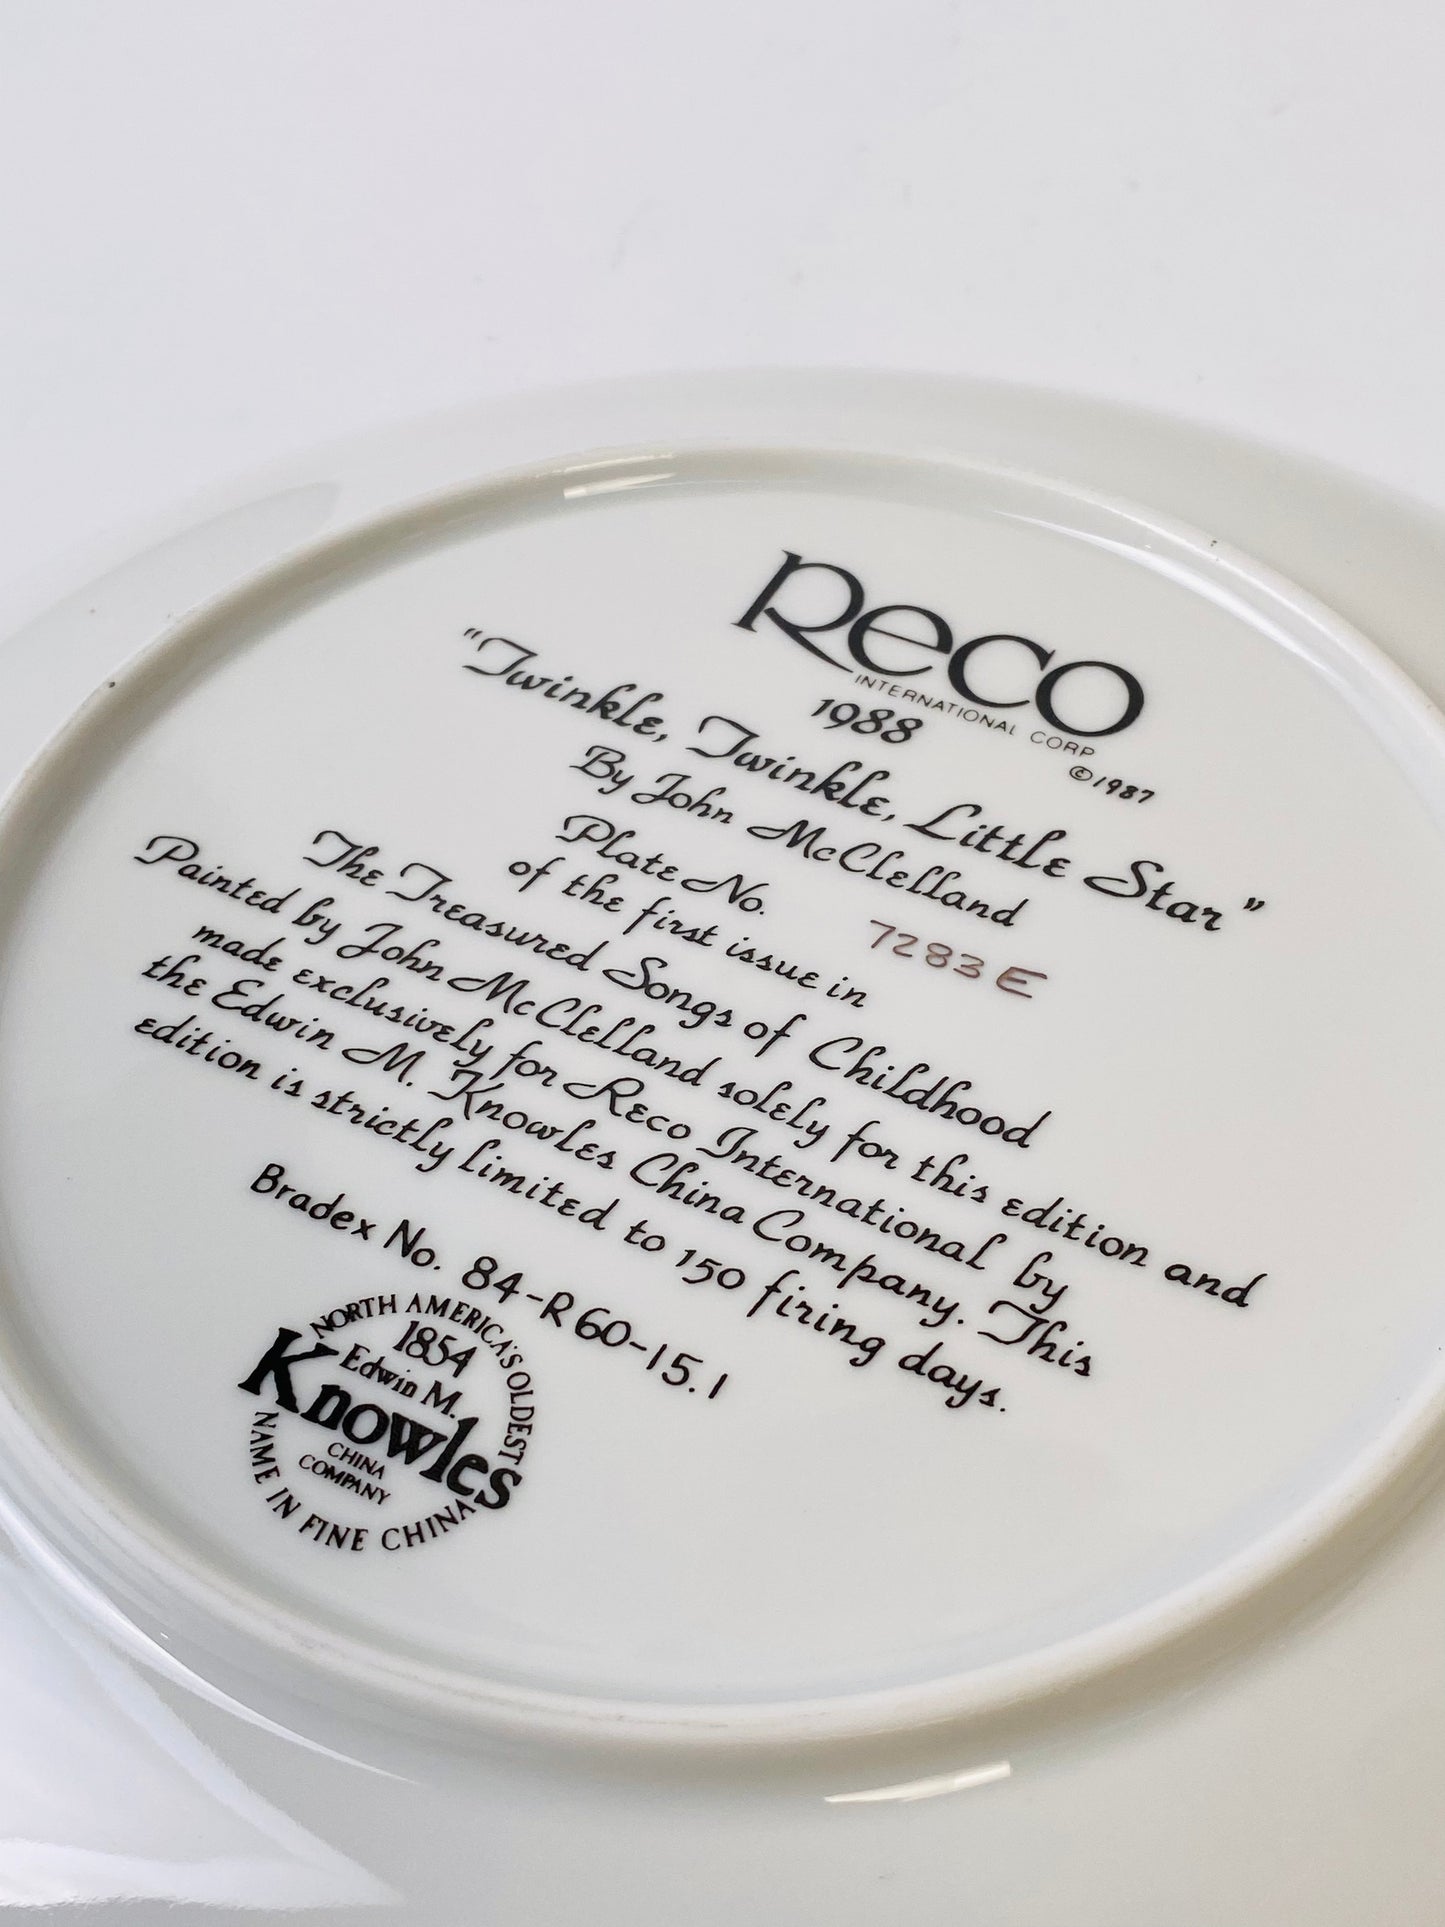 Reco
INTERNATIONAL CORP
©1987
1988
"Twinkle, Twinkle, Little Star"
By John McClelland
Plate No. 7283E
of the first issue in
The Treasured Songs of Childhood
Painted by John McClelland solely for this edition and
made exclusively for Reco International by
the Edwin M. Knowles China Company. This
edition is strictly limited to 150 firing days.
Bradex No. 84-R60-15.1
NORTH AMERICA'S OLDEST
1854
Edwin M.
Knowles
CHINA
COMPANY
NAME IN FINE CHINA